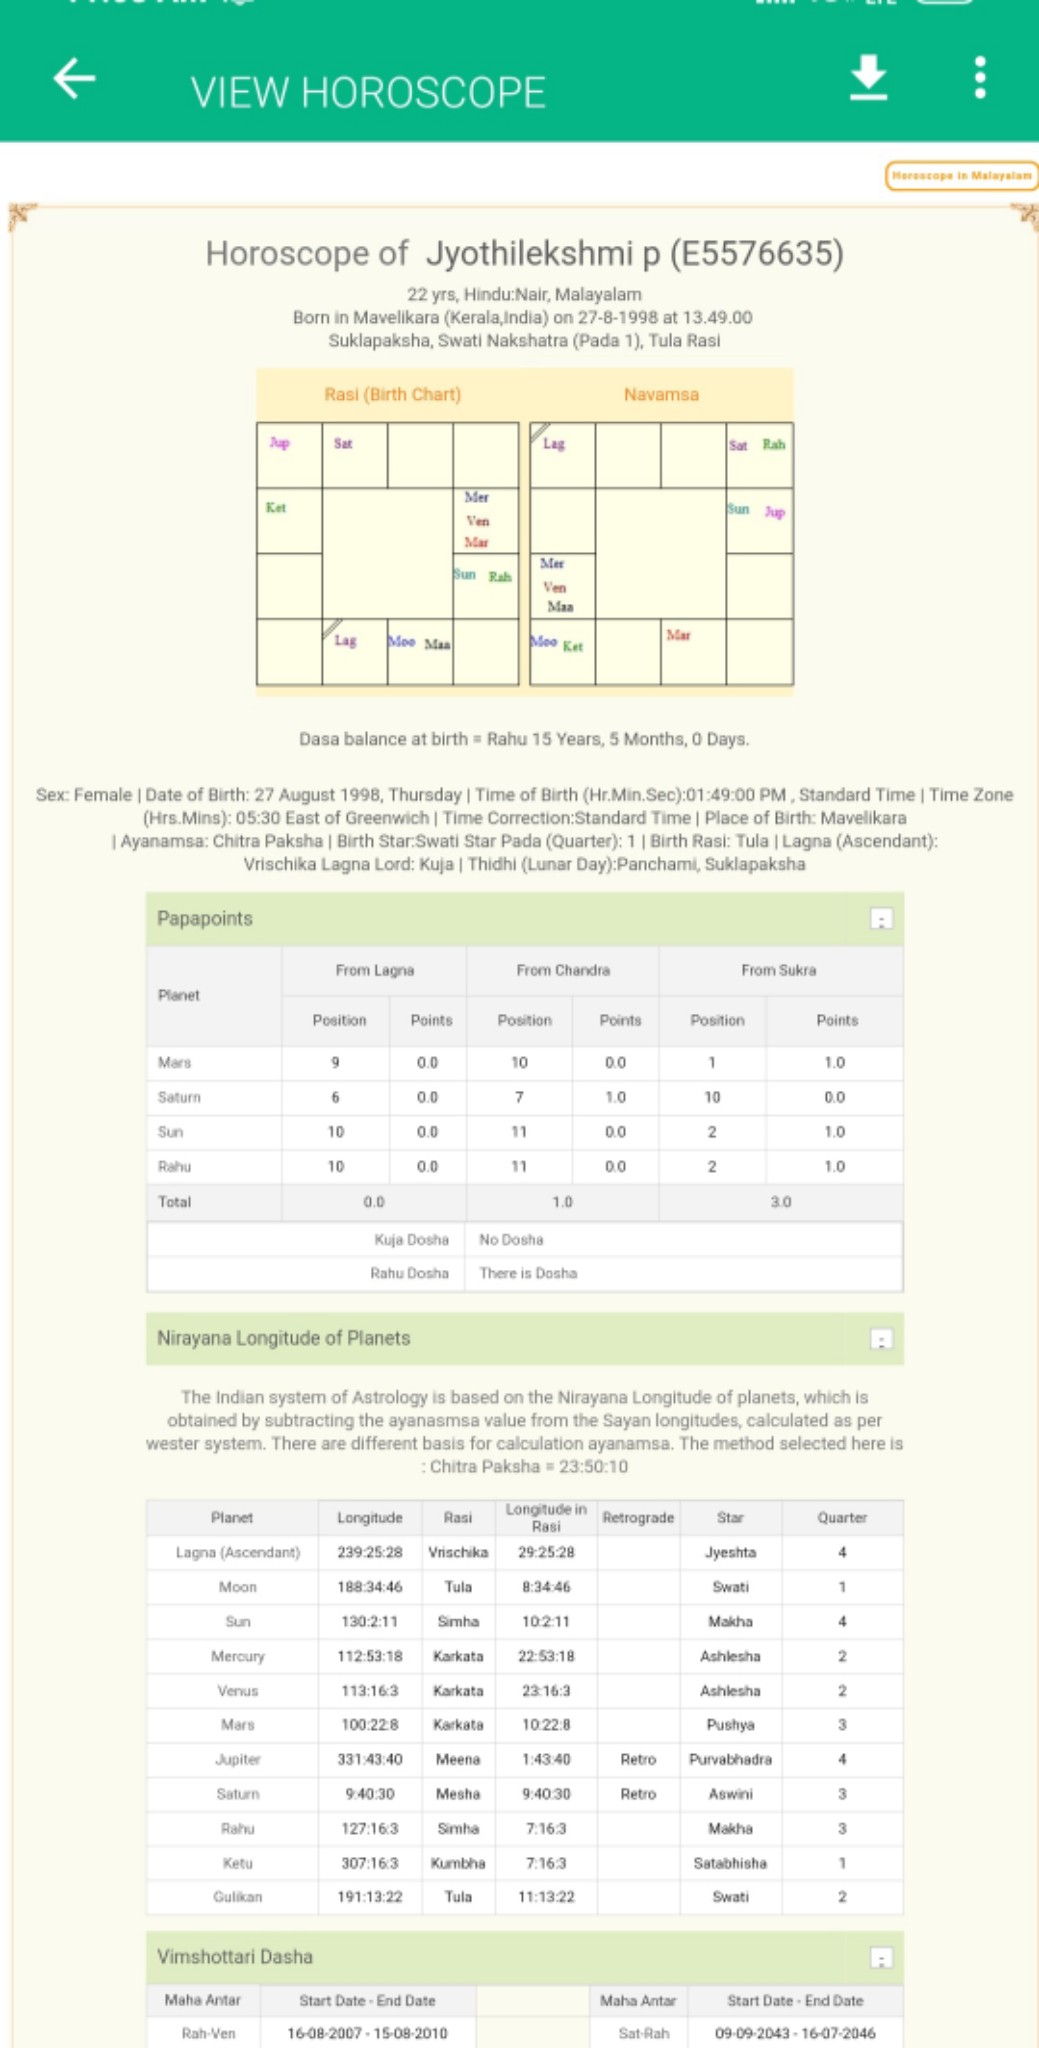 VIEW HOROSCOPE
Horoscope in Malayalam
Horoscope of Jyothilekshmi p (E5576635)
22 yrs, Hindu:Nair, Malayalam
Born in Mavelikara (Kerala,India) on 27-8-1998 at 13.49.00
Suklapaksha, Swati Nakshatra (Pada 1), Tula Rasi
Rasi (Birth Chart) Navamsa
Jup Sat Lag Sat Rah
Ket Mer Ven Mar Sun Jup
Sun Rah Mer Ven Maa
Lag Moo Maa Moo Ket Mar
Dasa balance at birth = Rahu 15 Years, 5 Months, 0 Days.
Sex: Female | Date of Birth: 27 August 1998, Thursday | Time of Birth (Hr.Min.Sec):01:49:00 PM , Standard Time | Time Zone
(Hrs.Mins): 05:30 East of Greenwich | Time Correction:Standard Time | Place of Birth: Mavelikara
| Ayanamsa: Chitra Paksha | Birth Star:Swati Star Pada (Quarter): 1 | Birth Rasi: Tula | Lagna (Ascendant):
Vrischika Lagna Lord: Kuja | Thidhi (Lunar Day):Panchami, Suklapaksha
Papapoints
Planet From Lagna From Chandra From Sukra
Position Points Position Points Position Points
Mars 9 0.0 10 0.0 1 1.0
Saturn 6 0.0 7 1.0 10 0.0
Sun 10 0.0 11 0.0 2 1.0
Rahu 10 0.0 11 0.0 2 1.0
Total 0.0 1.0 3.0
Kuja Dosha No Dosha
Rahu Dosha There is Dosha
Nirayana Longitude of Planets
The Indian system of Astrology is based on the Nirayana Longitude of planets, which is
obtained by subtracting the ayanasmsa value from the Sayan longitudes, calculated as per
wester system. There are different basis for calculation ayanamsa. The method selected here is
: Chitra Paksha = 23:50:10
Planet Longitude Rasi Longitude in Rasi Retrograde Star Quarter
Lagna (Ascendant) 239:25:28 Vrischika 29:25:28 Jyeshta 4
Moon 188:34:46 Tula 8:34:46 Swati 1
Sun 130:2:11 Simha 10:2:11 Makha 4
Mercury 112:53:18 Karkata 22:53:18 Ashlesha 2
Venus 113:16:3 Karkata 23:16:3 Ashlesha 2
Mars 100:22:8 Karkata 10:22:8 Pushya 3
Jupiter 331:43:40 Meena 1:43:40 Retro Purvabhadra 4
Saturn 9:40:30 Mesha 9:40:30 Retro Aswini 3
Rahu 127:16:3 Simha 7:16:3 Makha 3
Ketu 307:16:3 Kumbha 7:16:3 Satabhisha 1
Gulikan 191:13:22 Tula 11:13:22 Swati 2
Vimshottari Dasha
Maha Antar Start Date - End Date Maha Antar Start Date - End Date
Rah-Ven 16-08-2007 - 15-08-2010 Sat-Rah 09-09-2043 - 16-07-2046